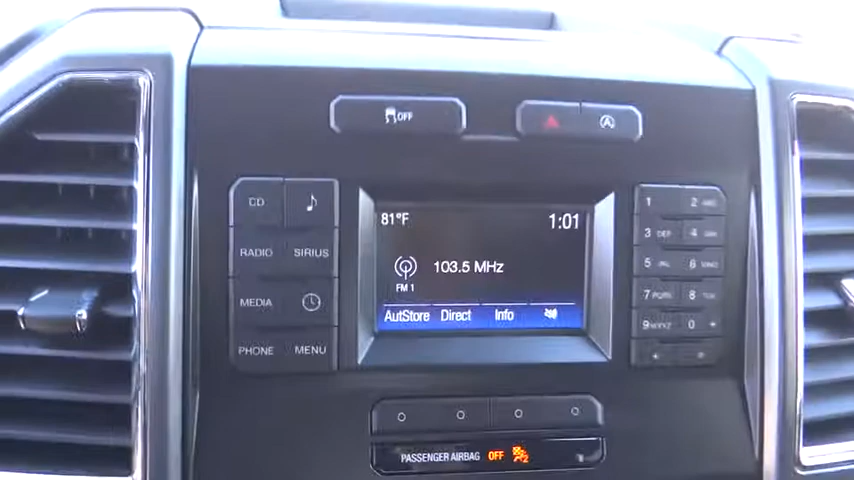 OFF
A
CD
RADIO SIRIUS
MEDIA
PHONE MENU
81°F 1:01
103.5 MHz
FM 1
AutoStore Direct Info
1 2 ABC
3 DEF 4 GHI
5 JKL 6 MNO
7 PQRS 8 TUV
9 WXYZ 0 +
* #
PASSENGER AIRBAG OFF 2